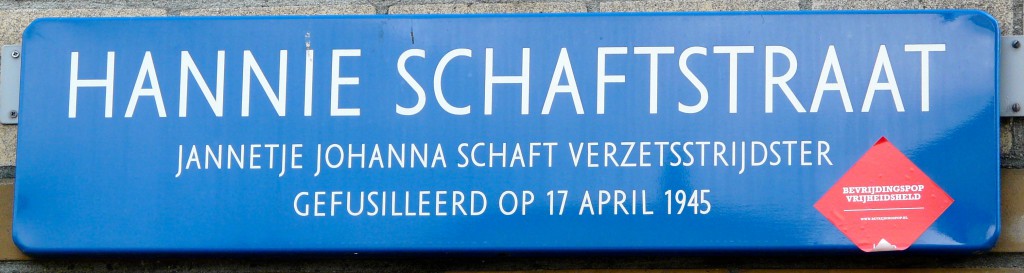 HANNIE SCHAFTSTRAAT
JANNETJE JOHANNA SCHAFT VERZETSSTRIJDSTER
GEFUSILLEERD OP 17 APRIL 1945
BEVRIJDINGSPOP
VRIJHEIDSHELD